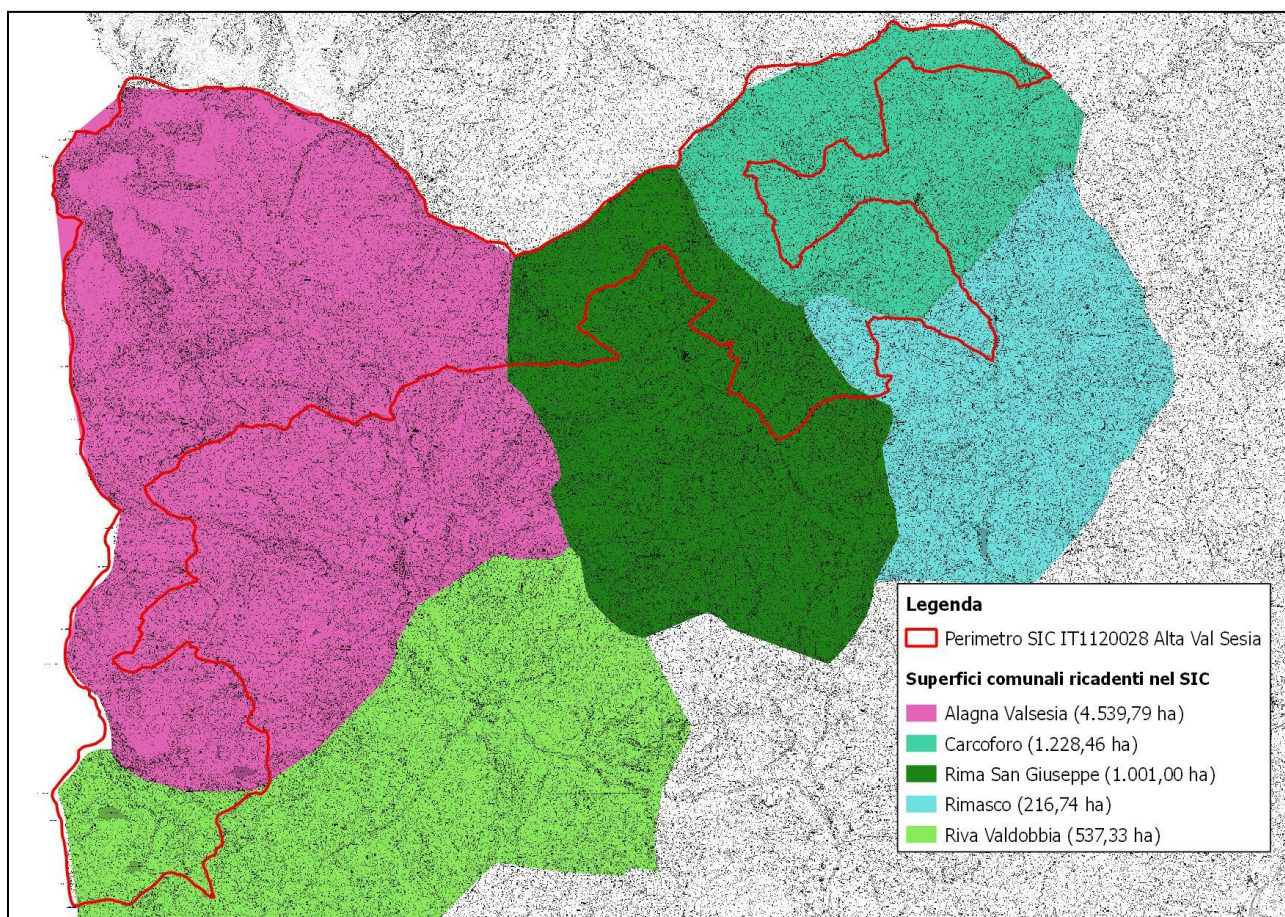 Legenda
Perimetro SIC IT1120028 Alta Val Sesia
Superfici comunali ricadenti nel SIC
Alagna Valsesia (4.539,79 ha)
Carcoforo (1.228,46 ha)
Rima San Giuseppe (1.001,00 ha)
Rimasco (216,74 ha)
Riva Valdobbia (537,33 ha)